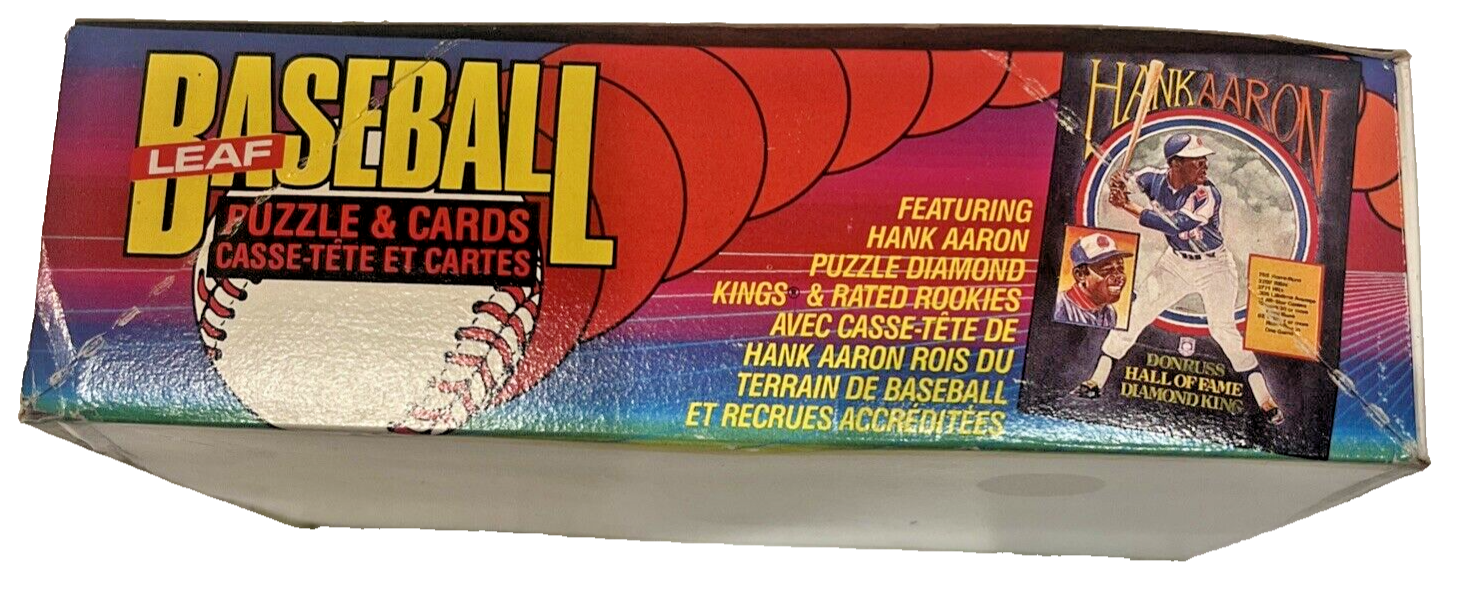 BASEBALL
LEAF
PUZZLE & CARDS
CASSE-TÊTE ET CARTES
FEATURING
HANK AARON
PUZZLE DIAMOND
KINGS® & RATED ROOKIES
AVEC CASSE-TÊTE DE
HANK AARON ROIS DU
TERRAIN DE BASEBALL
ET RECRUES ACCRÉDITÉES
HANK AARON
DONRUSS
HALL OF FAME
DIAMOND KING